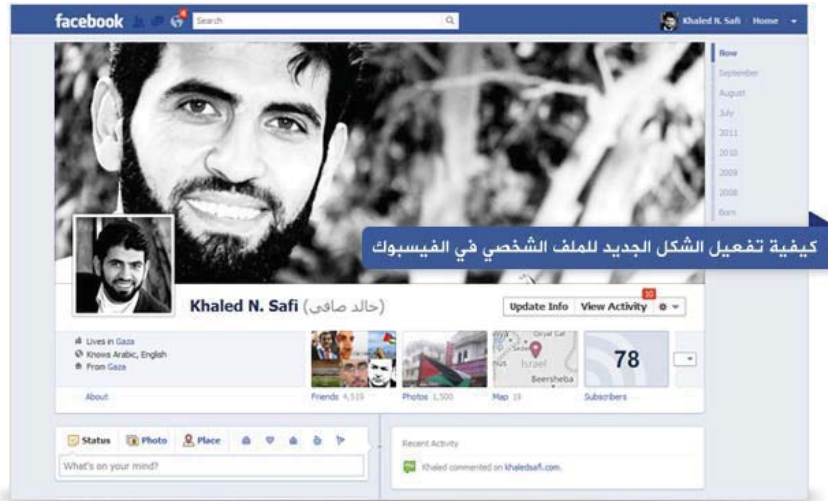 facebook
4
Search
Khaled N. Safi
Home
Now
September
August
July
2011
2010
2009
2008
Born
كيفية تفعيل الشكل الجديد للملف الشخصي في الفيسبوك
Khaled N. Safi (خالد صافي)
Update Info
View Activity
10
Lives in Gaza
Knows Arabic, English
From Gaza
About
Friends 4,519
Photos 1,500
Israel
Beersheba
Map 19
78
Subscribers
Status
Photo
Place
What's on your mind?
Recent Activity
Khaled commented on khaledsafi.com.